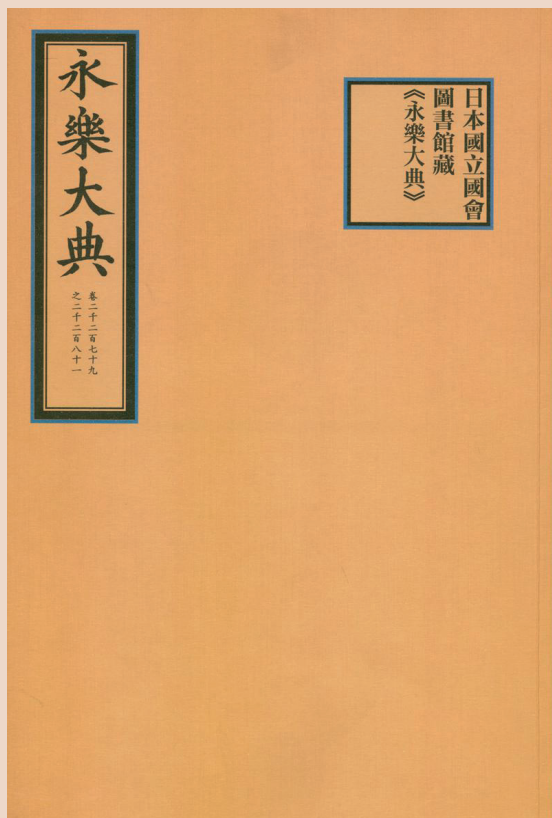 日本國立國會
圖書館藏
《永樂大典》
永樂大典
卷二千二百七十九
之二千二百八十一